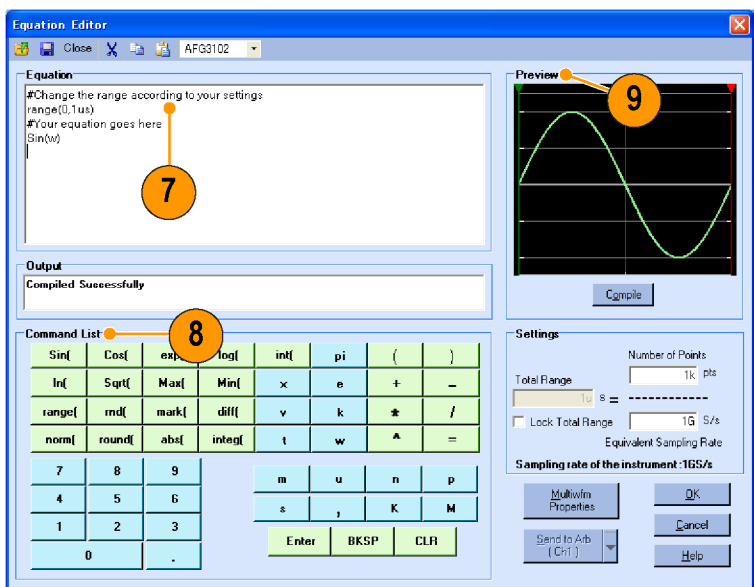 Equation Editor
Close AFG3102
Equation
#Change the range according to your settings
range(0,1us)
#Your equation goes here
Sin(w)
7
Preview
9
Compile
Output
Compiled Successfully
Command List
8
Sin( Cos( log( int( pi ( )
ln( Sqrt( Max( Min( x e + -
range( rnd( mark( diff( v k * /
norm( round( abs( integ( t w ^ =
7 8 9
4 5 6
1 2 3
0 .
m u n p
s , K M
Enter BKSP CLR
Settings
Number of Points
Total Range 1k pts
1u s =
Lock Total Range 1G S/s
Equivalent Sampling Rate
Sampling rate of the instrument :1GS/s
Multiwfm Properties
OK
Cancel
Send to Arb ( Ch1 )
Help